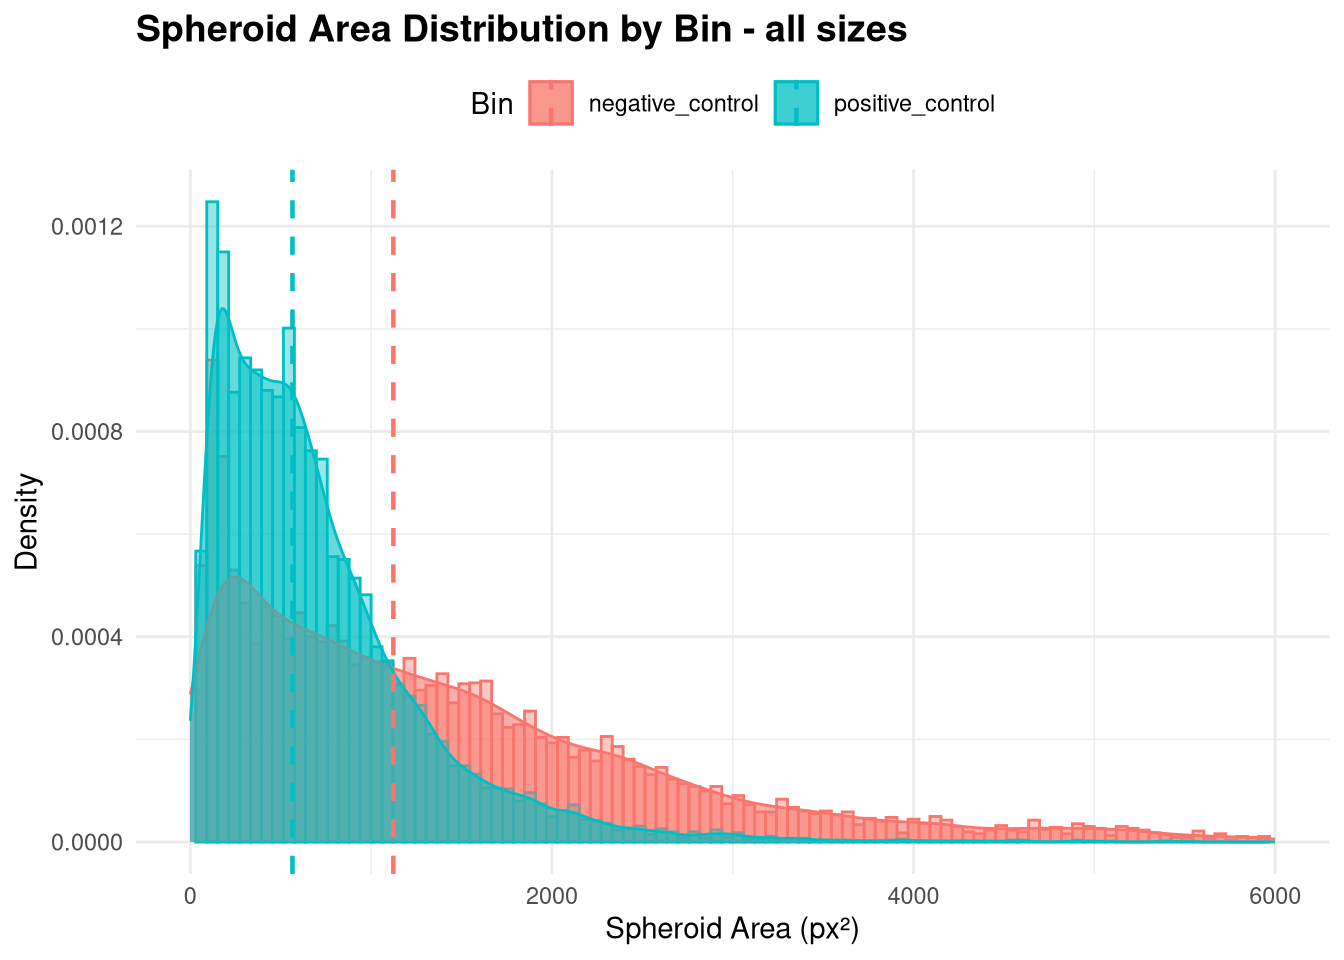 Spheroid Area Distribution by Bin - all sizes
Bin negative_control positive_control
0.0012
0.0008
0.0004
0.0000
Density
0 2000 4000 6000
Spheroid Area (px²)